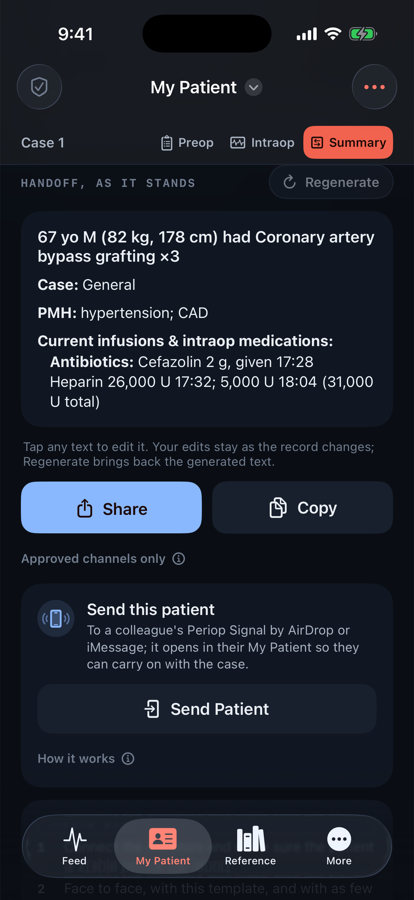 9:41
My Patient
Case 1
Preop
Intraop
Summary
HANDOFF, AS IT STANDS
Regenerate
67 yo M (82 kg, 178 cm) had Coronary artery
bypass grafting ×3
Case: General
PMH: hypertension; CAD
Current infusions & intraop medications:
Antibiotics: Cefazolin 2 g, given 17:28
Heparin 26,000 U 17:32; 5,000 U 18:04 (31,000
U total)
Tap any text to edit it. Your edits stay as the record changes;
Regenerate brings back the generated text.
Share
Copy
Approved channels only
Send this patient
To a colleague's Periop Signal by AirDrop or
iMessage; it opens in their My Patient so they
can carry on with the case.
Send Patient
How it works
Feed
My Patient
Reference
More
2 Face to face, with this template, and with as few